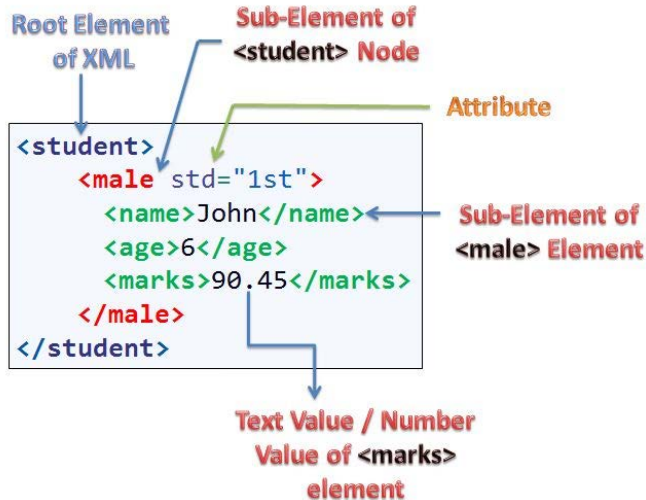 Root Element
of XML
Sub-Element of
<student> Node
Attribute
<student>
<male std="1st">
<name>John</name>
<age>6</age>
<marks>90.45</marks>
</male>
</student>
Sub-Element of
<male> Element
Text Value / Number
Value of <marks>
element